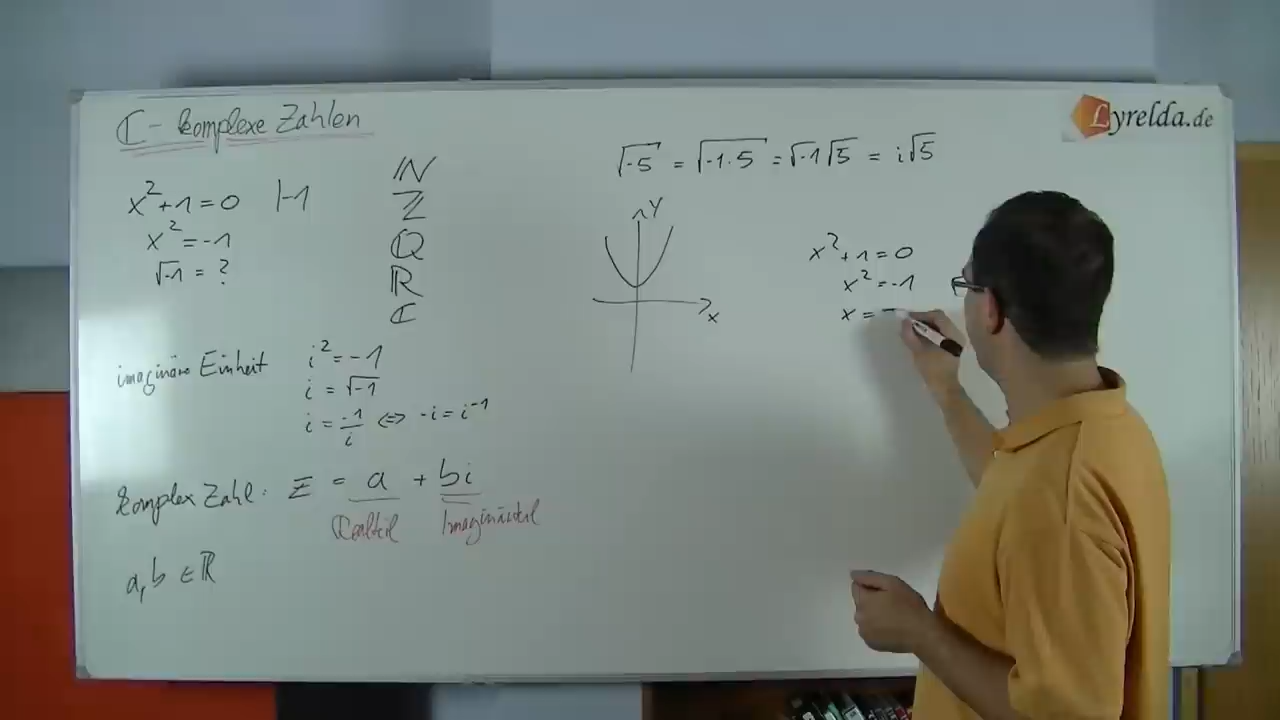 ℂ - komplexe Zahlen
x²+1=0 |-1
x²=-1
√-1 = ?
ℕ
ℤ
ℚ
ℝ
ℂ
imaginäre Einheit i²=-1
i = √-1
i = -1/i ⇔ -i = i⁻¹
komplex Zahl: z = a + bi
Realteil Imaginärteil
a,b ∈ ℝ
√-5 = √-1·5 = √-1 √5 = i√5
y
x
x²+1=0
x²=-1
x =
Lyrelda.de